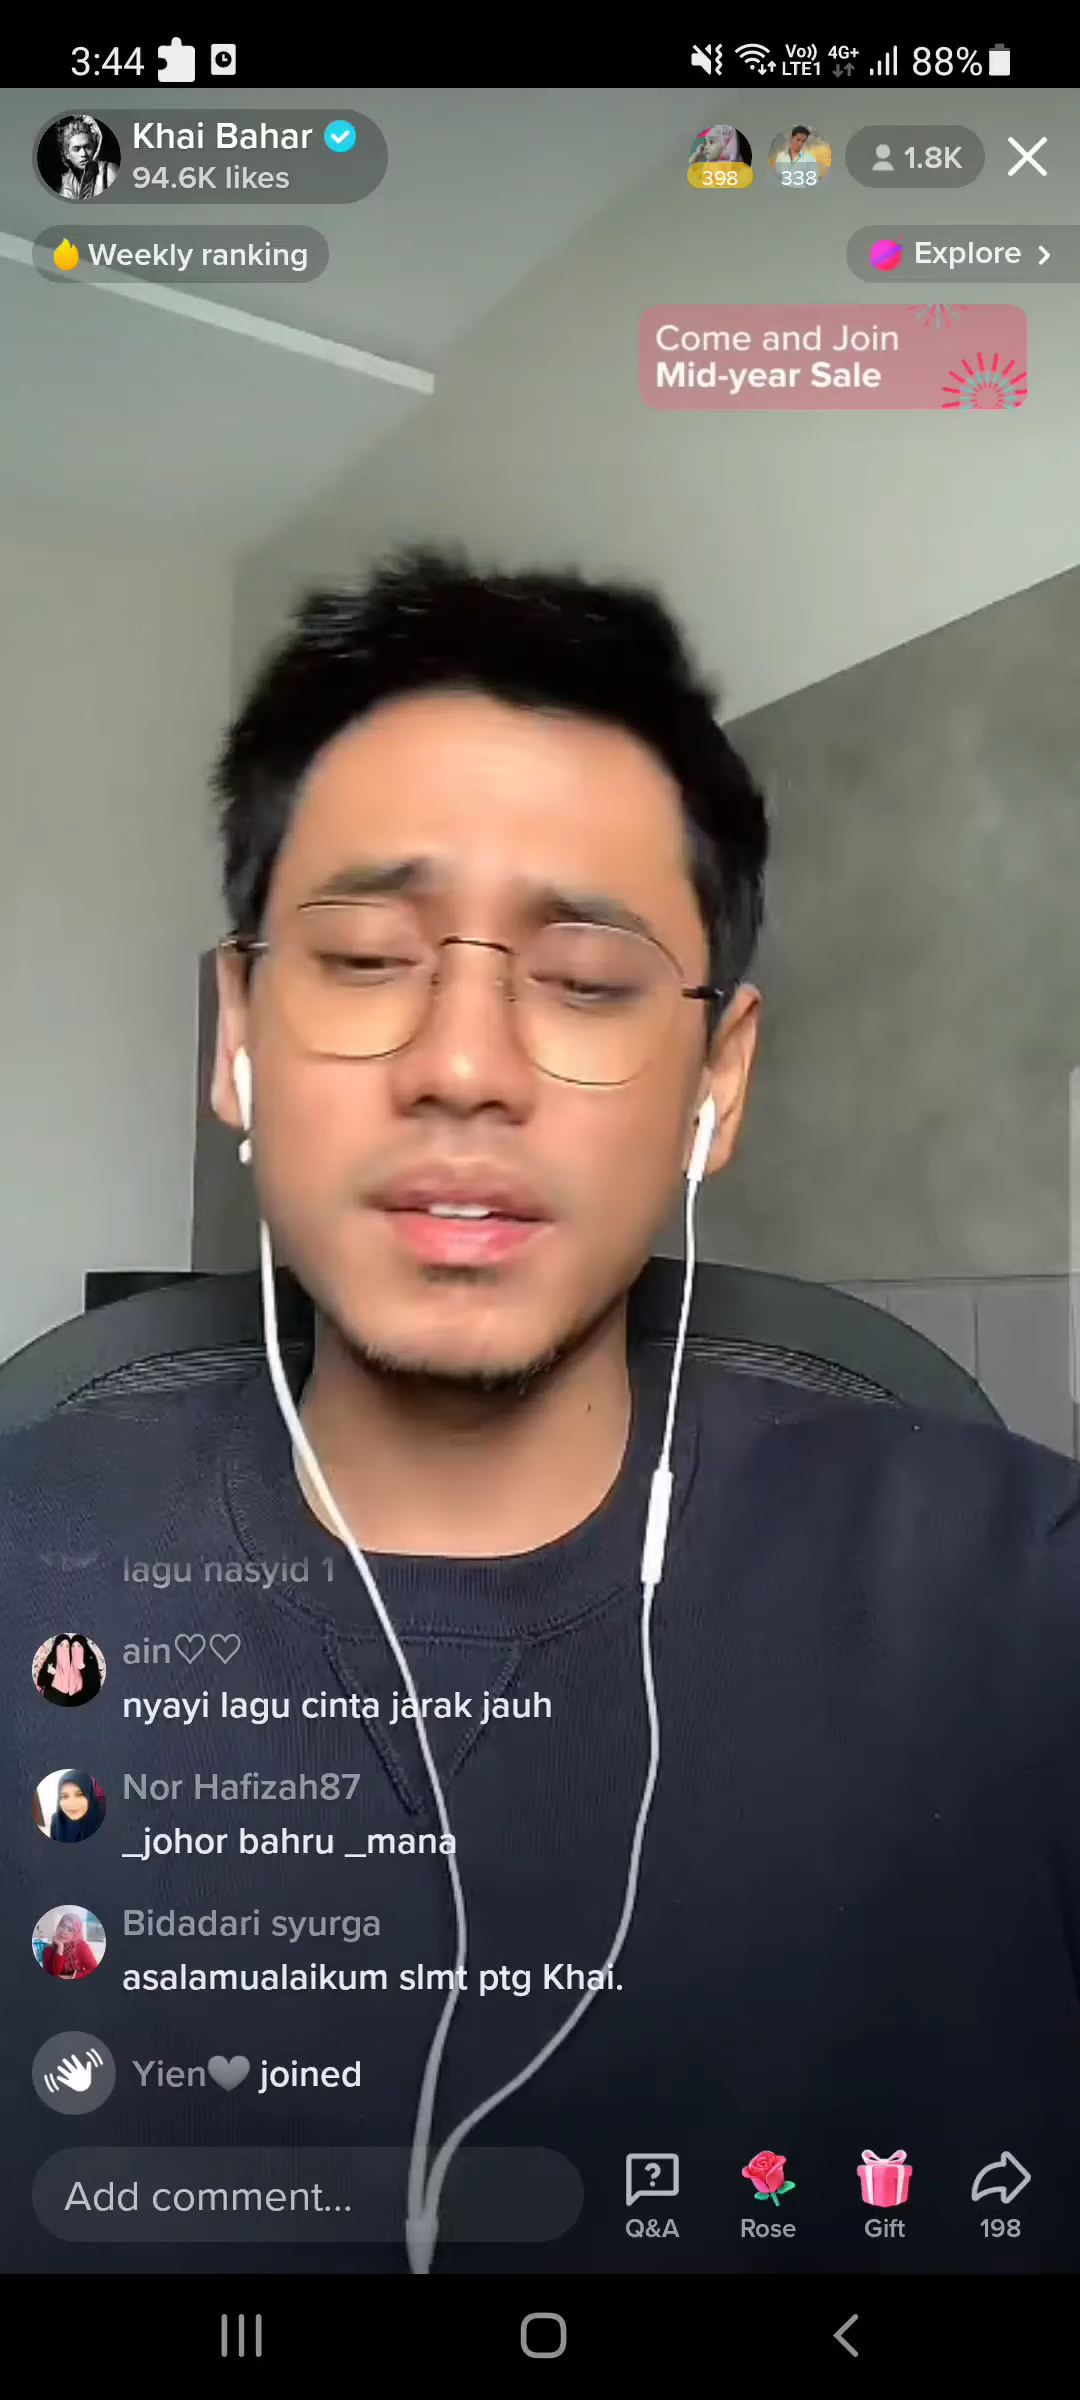 3:44 Vo)) LTE1 4G+ 88%
Khai Bahar
94.6K likes
398 338 1.8K
Weekly ranking
Explore
Come and Join
Mid-year Sale
lagu nasyid 1
ain♡♡
nyayi lagu cinta jarak jauh
Nor Hafizah87
_johor bahru _mana
Bidadari syurga
asalamualaikum slmt ptg Khai.
Yien🤍 joined
Add comment...
Q&A Rose Gift 198